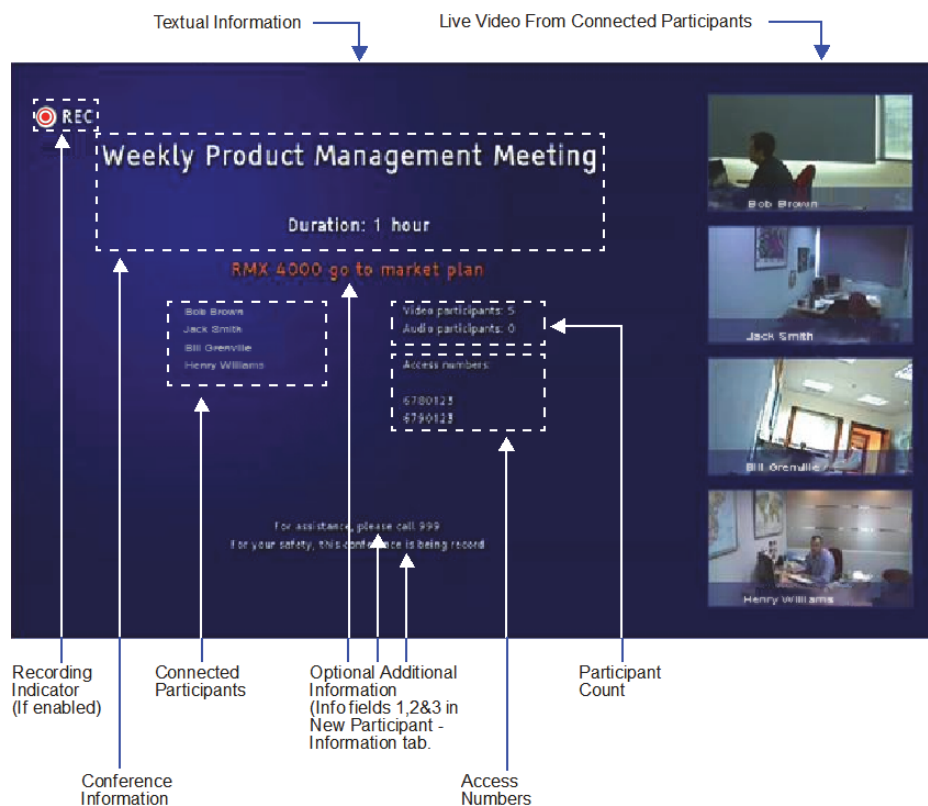 Textual Information
Live Video From Connected Participants
REC
Weekly Product Management Meeting
Duration: 1 hour
RMX 4000 go to market plan
Bob Brown
Jack Smith
Bill Grenville
Henry Williams
Video participants: 5
Audio participants: 0
Access numbers:
6780123
6790123
For assistance, please call 999
For your safety, this conference is being record
Bob Brown
Jack Smith
Bill Grenville
Henry Williams
Recording
Indicator
(If enabled)
Connected
Participants
Optional Additional
Information
(Info fields 1,2&3 in
New Participant -
Information tab.
Participant
Count
Conference
Information
Access
Numbers